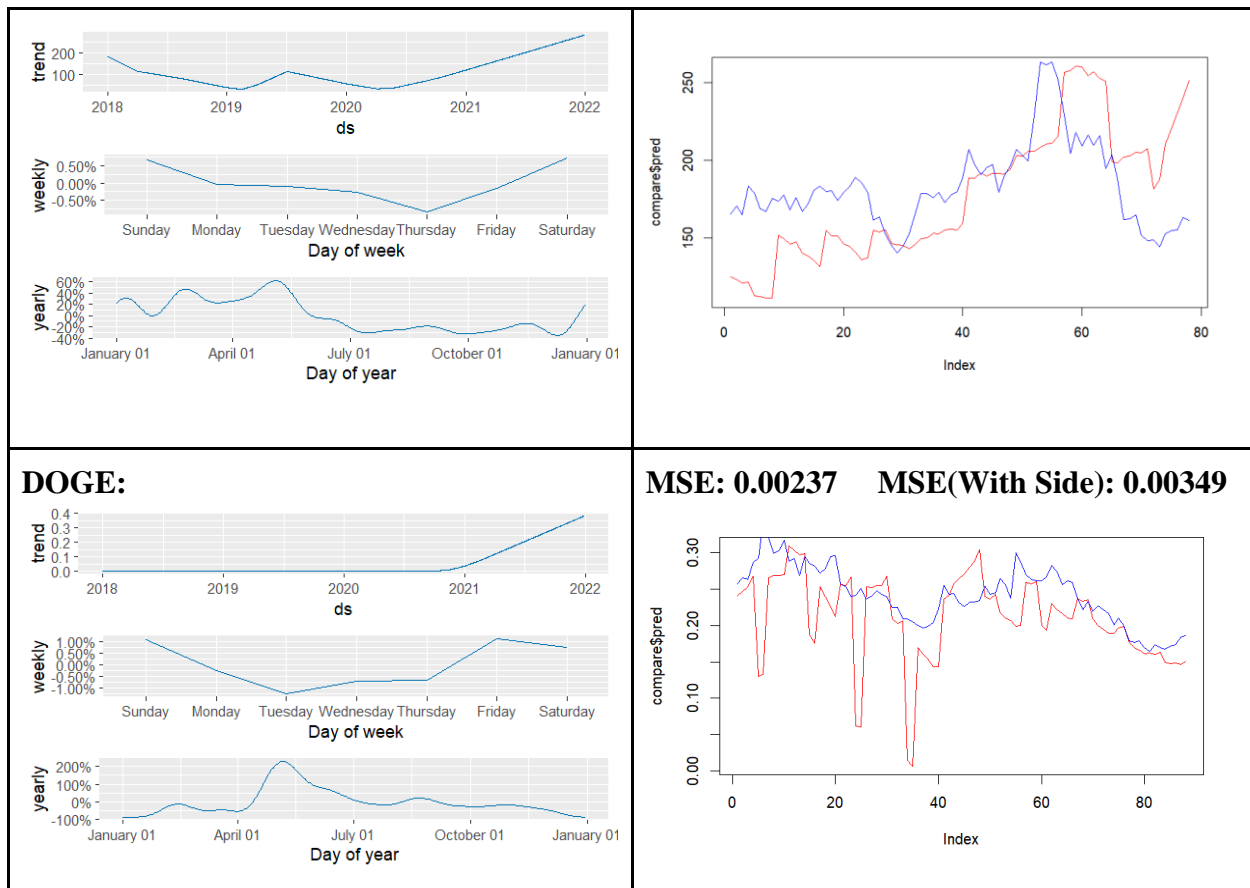 trend
200
100
2018 2019 2020 2021 2022
ds
weekly
0.50%
0.00%
-0.50%
Sunday Monday Tuesday Wednesday Thursday Friday Saturday
Day of week
yearly
60%
40%
20%
0%
-20%
-40%
January 01 April 01 July 01 October 01 January 01
Day of year
compare$pred
250
200
150
0 20 40 60 80
Index
DOGE:
MSE: 0.00237 MSE(With Side): 0.00349
trend
0.4
0.3
0.2
0.1
0.0
2018 2019 2020 2021 2022
ds
weekly
1.00%
0.50%
0.00%
-0.50%
-1.00%
Sunday Monday Tuesday Wednesday Thursday Friday Saturday
Day of week
yearly
200%
100%
0%
-100%
January 01 April 01 July 01 October 01 January 01
Day of year
compare$pred
0.30
0.20
0.10
0.00
0 20 40 60 80
Index